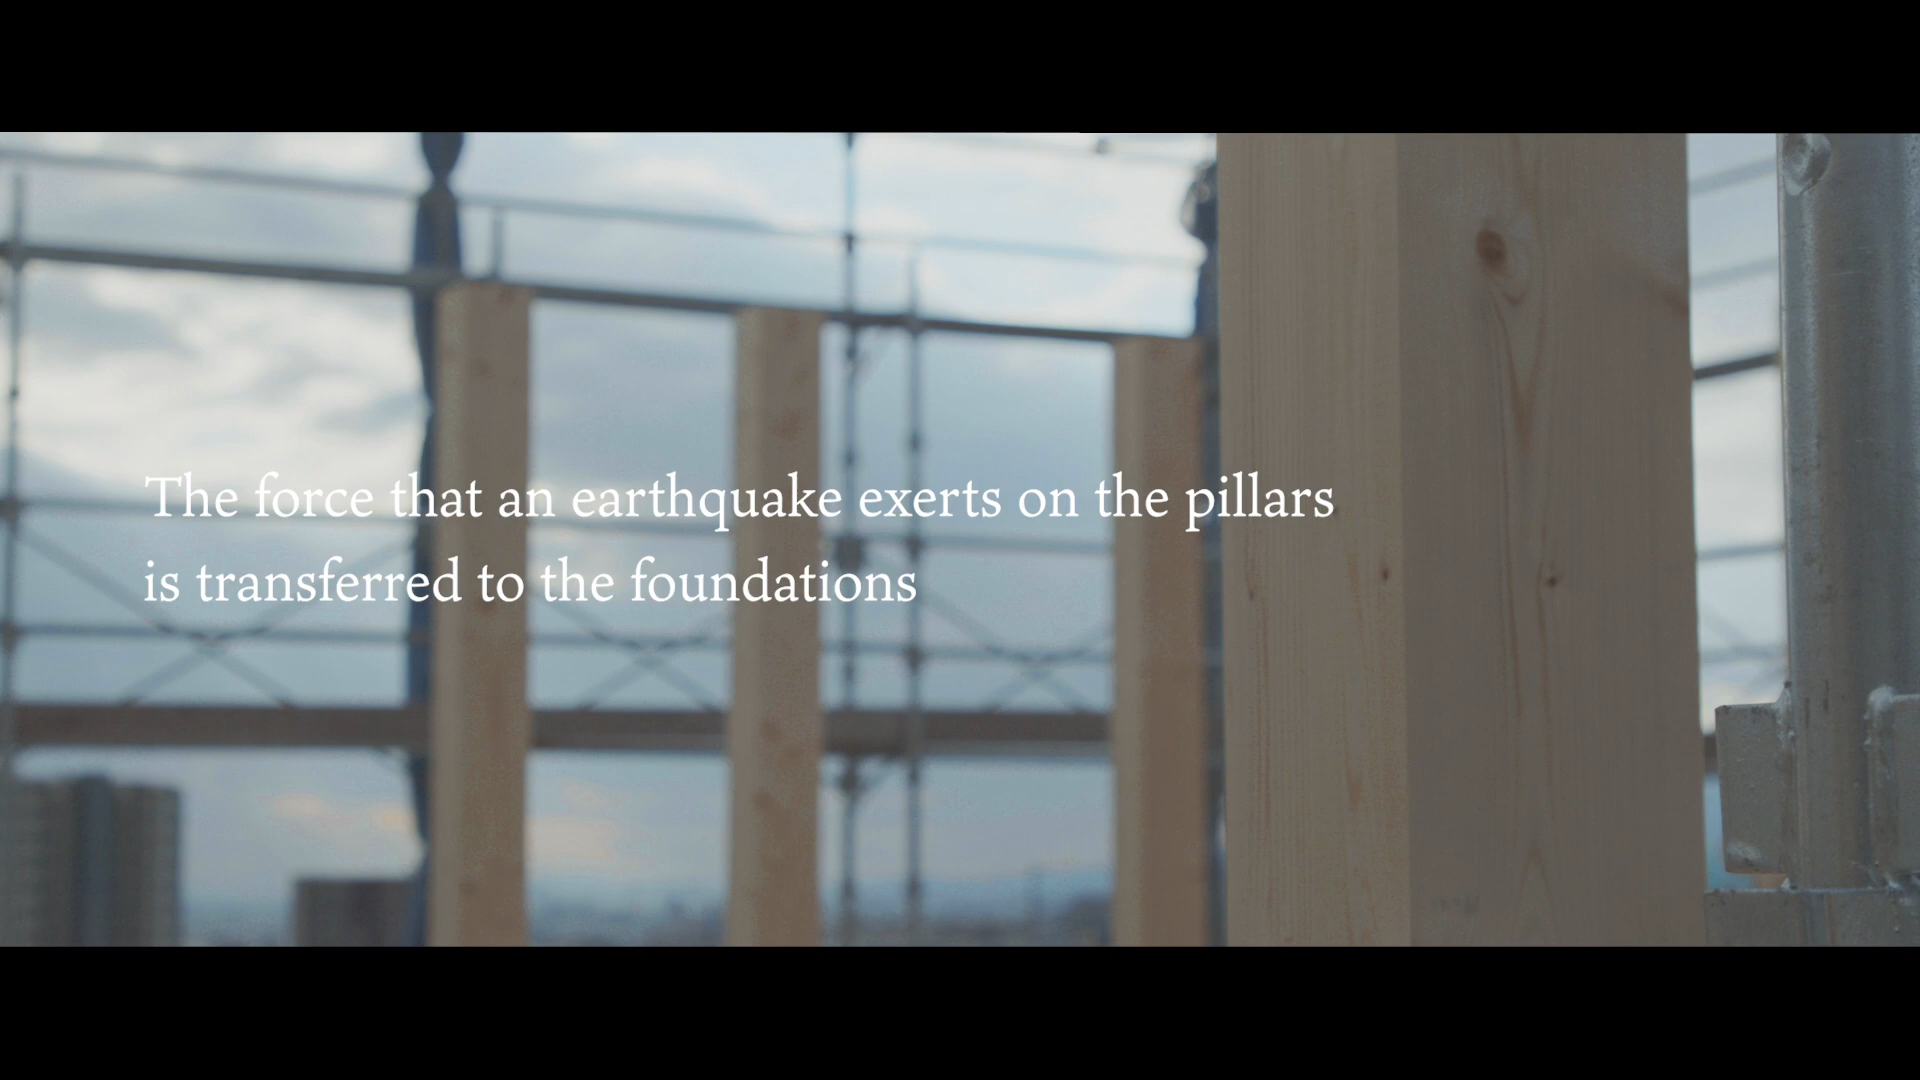 The force that an earthquake exerts on the pillars
is transferred to the foundations